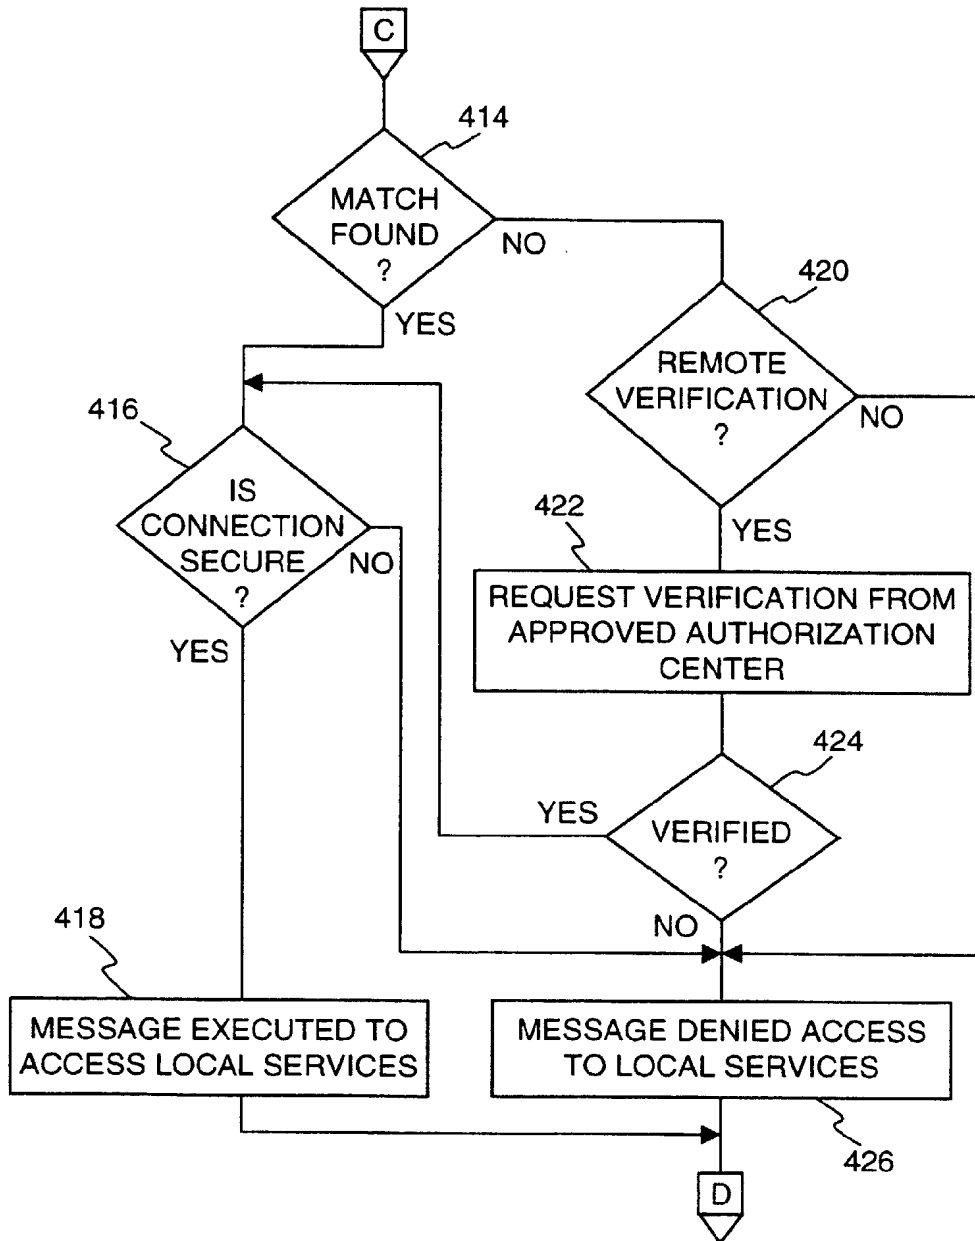 C
414
MATCH
FOUND
?
NO
YES
420
REMOTE
VERIFICATION
?
NO
YES
416
IS
CONNECTION
SECURE
?
NO
YES
422
REQUEST VERIFICATION FROM
APPROVED AUTHORIZATION
CENTER
424
VERIFIED
?
YES
NO
418
MESSAGE EXECUTED TO
ACCESS LOCAL SERVICES
MESSAGE DENIED ACCESS
TO LOCAL SERVICES
426
D